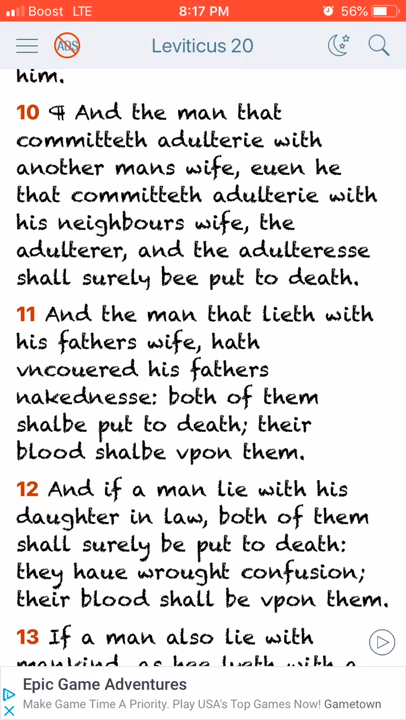 Boost LTE 8:17 PM 56%
ADS Leviticus 20
him.
10 ¶ And the man that
committeth adulterie with
another mans wife, euen he
that committeth adulterie with
his neighbours wife, the
adulterer, and the adulteresse
shall surely bee put to death.
11 And the man that lieth with
his fathers wife, hath
vncouered his fathers
nakednesse: both of them
shalbe put to death; their
blood shalbe vpon them.
12 And if a man lie with his
daughter in law, both of them
shall surely be put to death:
they haue wrought confusion;
their blood shall be vpon them.
13 If a man also lie with
mankind, as hee lyeth with a
Epic Game Adventures
Make Game Time A Priority. Play USA's Top Games Now! Gametown